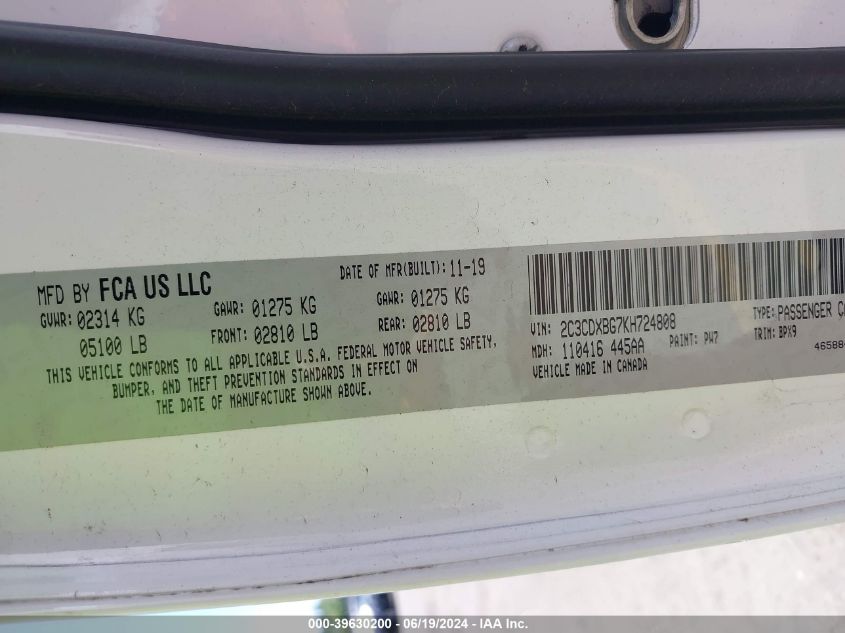 MFD BY FCA US LLC
DATE OF MFR(BUILT): 11-19
GVWR: 02314 KG
GAWR: 01275 KG
GAWR: 01275 KG
05100 LB
FRONT: 02810 LB
REAR: 02810 LB
THIS VEHICLE CONFORMS TO ALL APPLICABLE U.S.A. FEDERAL MOTOR VEHICLE SAFETY,
BUMPER, AND THEFT PREVENTION STANDARDS IN EFFECT ON
THE DATE OF MANUFACTURE SHOWN ABOVE.
VIN: 2C3CDXBG7KH724808
TYPE: PASSENGER
MDH: 110416 445AA
PAINT: PW7
TRIM: BPX9
VEHICLE MADE IN CANADA
000-39630200 - 06/19/2024 - IAA Inc.